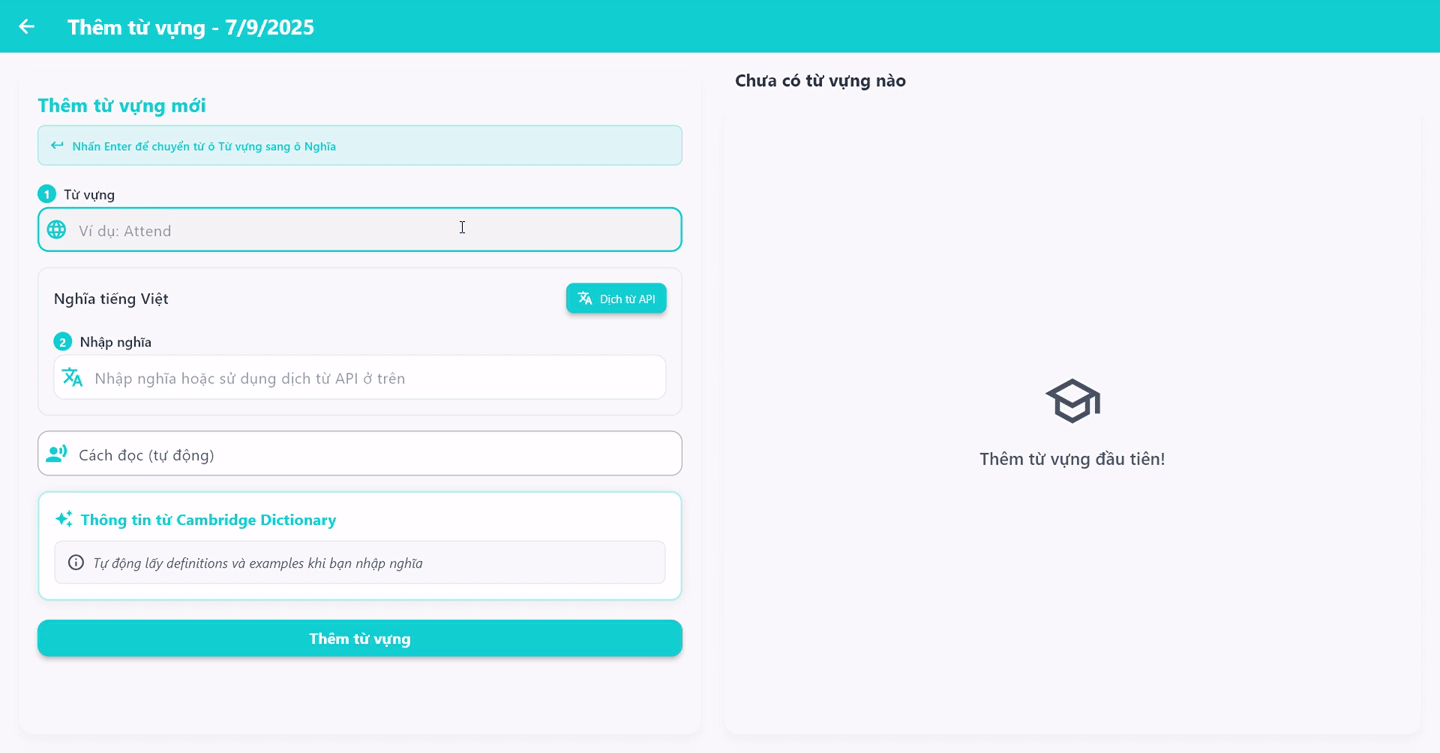 Thêm từ vựng - 7/9/2025
Thêm từ vựng mới
Nhấn Enter để chuyển từ ô Từ vựng sang ô Nghĩa
1 Từ vựng
Ví dụ: Attend
Nghĩa tiếng Việt
Dịch từ API
2 Nhập nghĩa
Nhập nghĩa hoặc sử dụng dịch từ API ở trên
Cách đọc (tự động)
Thông tin từ Cambridge Dictionary
Tự động lấy definitions và examples khi bạn nhập nghĩa
Thêm từ vựng
Chưa có từ vựng nào
Thêm từ vựng đầu tiên!